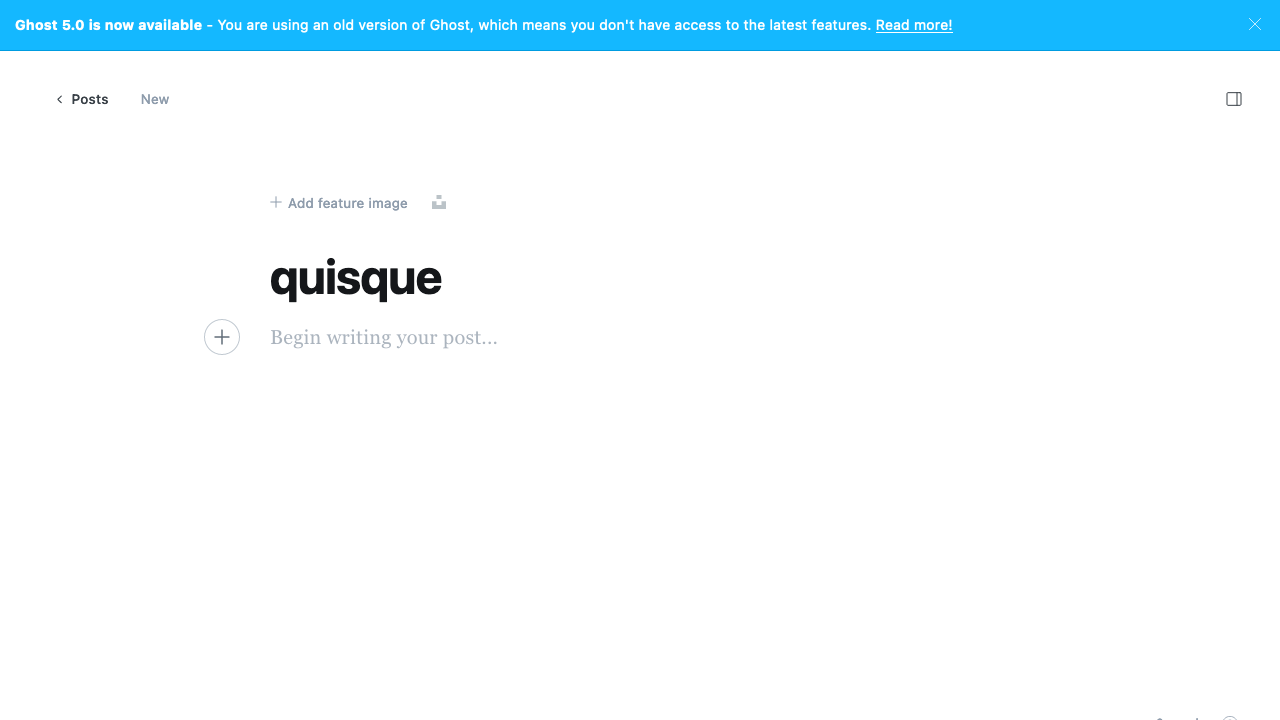 Ghost 5.0 is now available - You are using an old version of Ghost, which means you don't have access to the latest features. Read more!
Posts New
Add feature image
quisque
Begin writing your post...